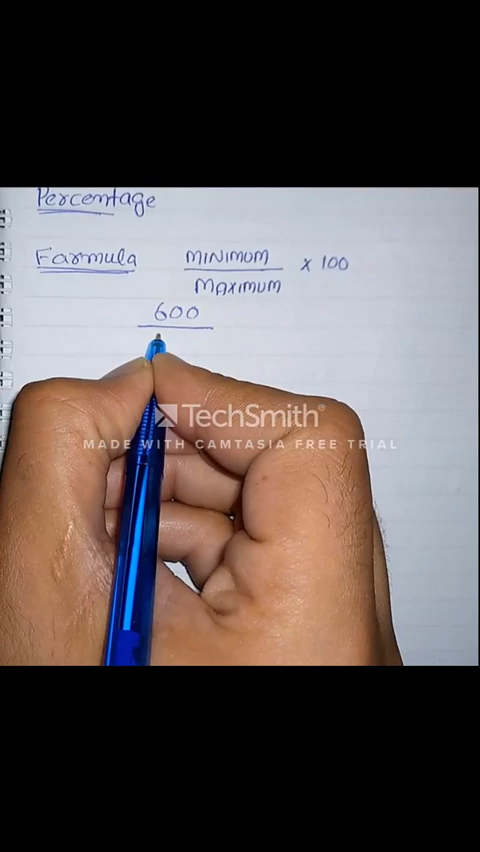 Percentage
Farmula MINIMUM × 100
MAXIMUM
600
TechSmith®
MADE WITH CAMTASIA FREE TRIAL